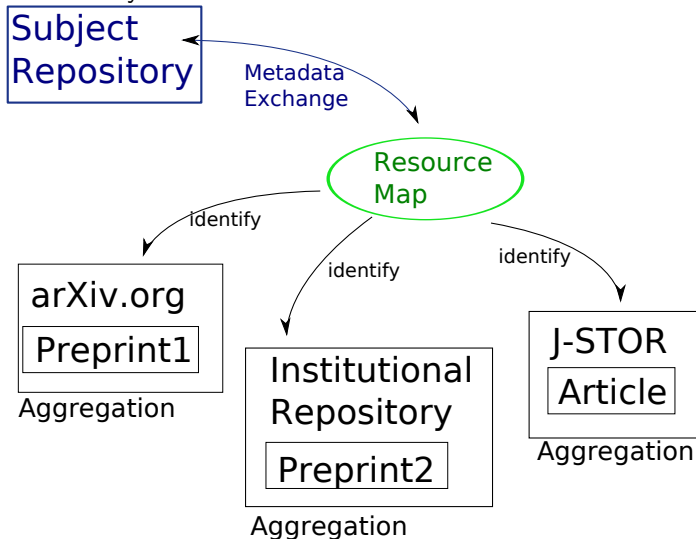 Subject
Repository
Metadata
Exchange
Resource
Map
identify
identify
identify
arXiv.org
Preprint1
Aggregation
Institutional
Repository
Preprint2
Aggregation
J-STOR
Article
Aggregation